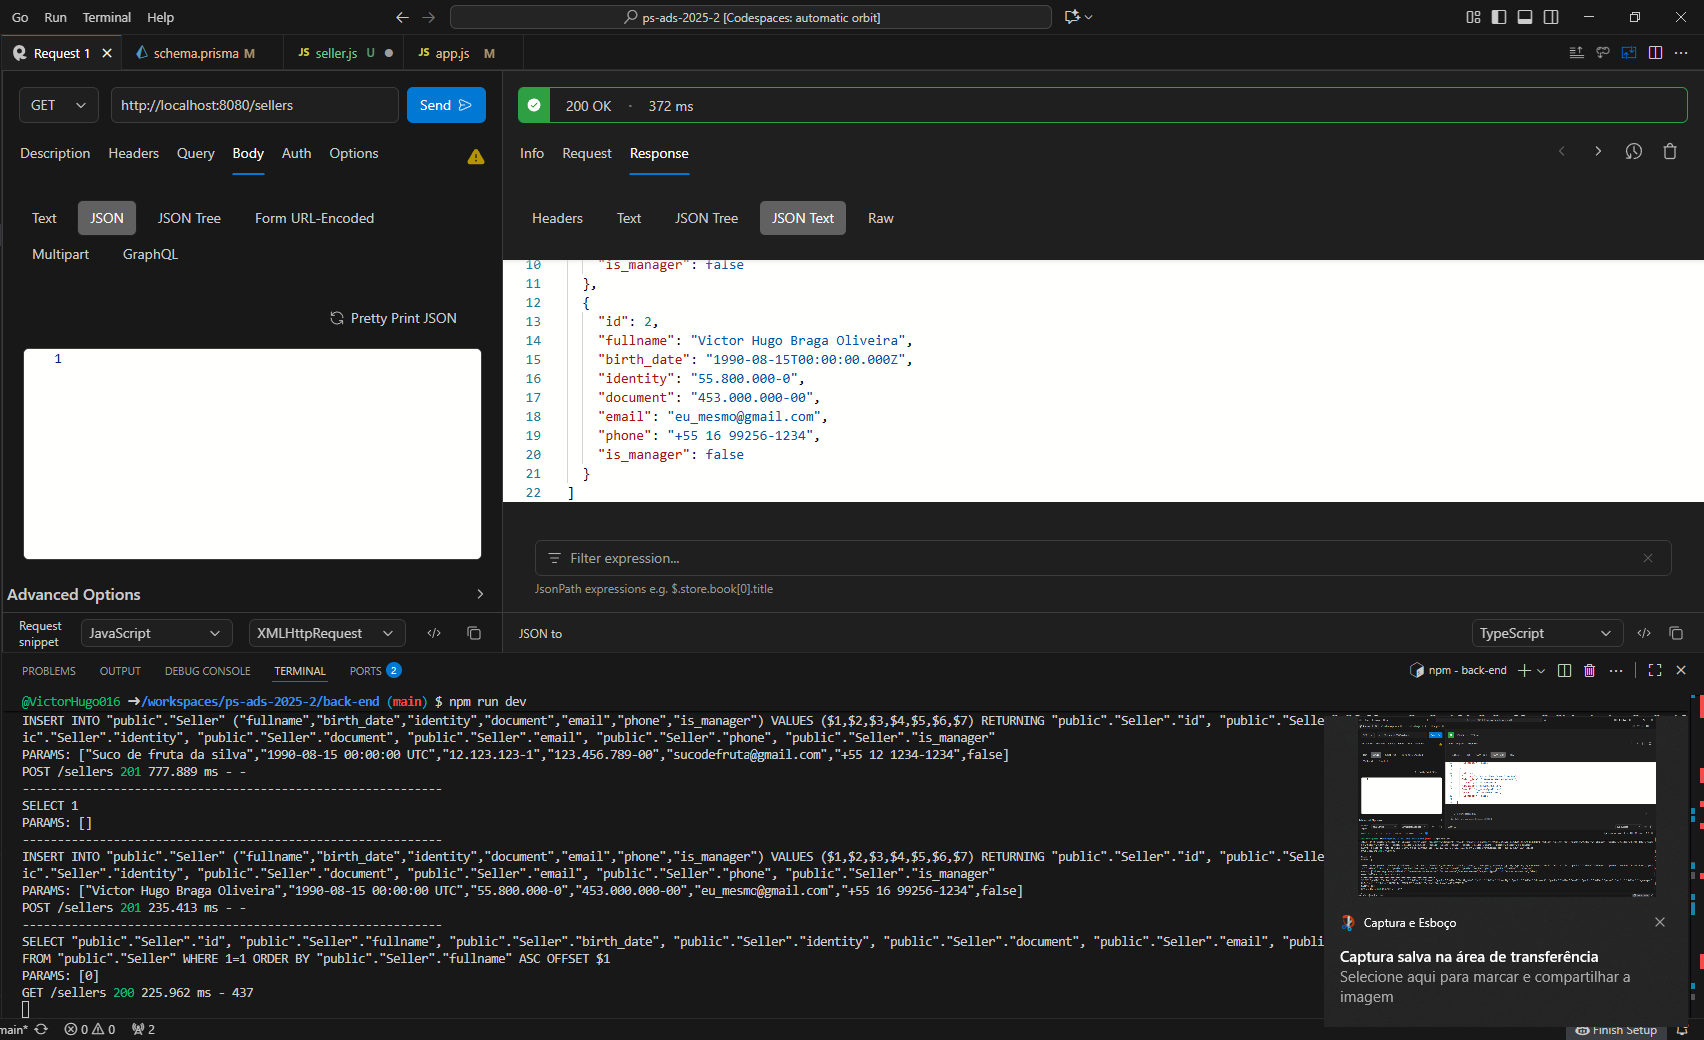 Go Run Terminal Help
ps-ads-2025-2 [Codespaces: automatic orbit]
Request 1
schema.prisma M
JS seller.js U
JS app.js M
GET
http://localhost:8080/sellers
Send
200 OK · 372 ms
Description Headers Query Body Auth Options
Info Request Response
Text JSON JSON Tree Form URL-Encoded
Multipart GraphQL
Headers Text JSON Tree JSON Text Raw
Pretty Print JSON
1
10 "is_manager": false
11 },
12 {
13 "id": 2,
14 "fullname": "Victor Hugo Braga Oliveira",
15 "birth_date": "1990-08-15T00:00:00.000Z",
16 "identity": "55.800.000-0",
17 "document": "453.000.000-00",
18 "email": "eu_mesmo@gmail.com",
19 "phone": "+55 16 99256-1234",
20 "is_manager": false
21 }
22 ]
Filter expression...
JsonPath expressions e.g. $.store.book[0].title
Advanced Options
Request snippet
JavaScript
XMLHttpRequest
JSON to
TypeScript
PROBLEMS OUTPUT DEBUG CONSOLE TERMINAL PORTS 2
npm - back-end
@VictorHugo016 ➜/workspaces/ps-ads-2025-2/back-end (main) $ npm run dev
INSERT INTO "public"."Seller" ("fullname","birth_date","identity","document","email","phone","is_manager") VALUES ($1,$2,$3,$4,$5,$6,$7) RETURNING "public"."Seller"."id", "public"."Selle
ic"."Seller"."identity", "public"."Seller"."document", "public"."Seller"."email", "public"."Seller"."phone", "public"."Seller"."is_manager"
PARAMS: ["Suco de fruta da silva","1990-08-15 00:00:00 UTC","12.123.123-1","123.456.789-00","sucodefruta@gmail.com","+55 12 1234-1234",false]
POST /sellers 201 777.889 ms - -
------------------------------------------------------------
SELECT 1
PARAMS: []
------------------------------------------------------------
INSERT INTO "public"."Seller" ("fullname","birth_date","identity","document","email","phone","is_manager") VALUES ($1,$2,$3,$4,$5,$6,$7) RETURNING "public"."Seller"."id", "public"."Selle
ic"."Seller"."identity", "public"."Seller"."document", "public"."Seller"."email", "public"."Seller"."phone", "public"."Seller"."is_manager"
PARAMS: ["Victor Hugo Braga Oliveira","1990-08-15 00:00:00 UTC","55.800.000-0","453.000.000-00","eu_mesmo@gmail.com","+55 16 99256-1234",false]
POST /sellers 201 235.413 ms - -
------------------------------------------------------------
SELECT "public"."Seller"."id", "public"."Seller"."fullname", "public"."Seller"."birth_date", "public"."Seller"."identity", "public"."Seller"."document", "public"."Seller"."email", "publi
FROM "public"."Seller" WHERE 1=1 ORDER BY "public"."Seller"."fullname" ASC OFFSET $1
PARAMS: [0]
GET /sellers 200 225.962 ms - 437
Captura e Esboço
Captura salva na área de transferência
Selecione aqui para marcar e compartilhar a
imagem
main* 0 0 2
Finish Setup